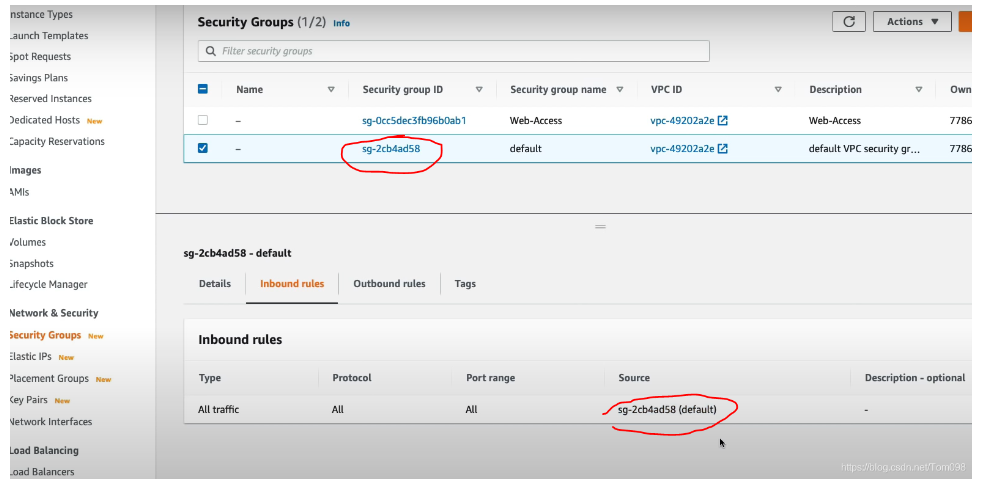 Instance Types
Launch Templates
Spot Requests
Savings Plans
Reserved Instances
Dedicated Hosts New
Capacity Reservations
Images
AMIs
Elastic Block Store
Volumes
Snapshots
Lifecycle Manager
Network & Security
Security Groups New
Elastic IPs New
Placement Groups New
Key Pairs New
Network Interfaces
Load Balancing
Load Balancers
Security Groups (1/2) Info
Actions
Filter security groups
Name Security group ID Security group name VPC ID Description Own
– sg-0cc5dec3fb96b0ab1 Web-Access vpc-49202a2e Web-Access 7786
– sg-2cb4ad58 default vpc-49202a2e default VPC security gr... 7786
sg-2cb4ad58 - default
Details Inbound rules Outbound rules Tags
Inbound rules
Type Protocol Port range Source Description - optional
All traffic All All sg-2cb4ad58 (default) -
https://blog.csdn.net/Tom098